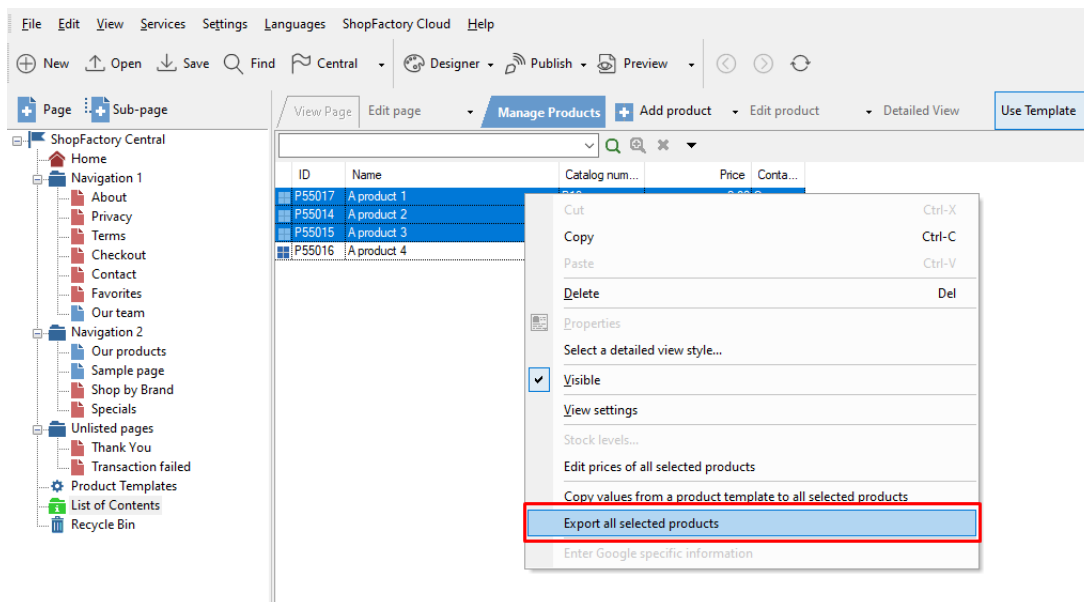 File Edit View Services Settings Languages ShopFactory Cloud Help
New Open Save Find Central Designer Publish Preview
Page Sub-page View Page Edit page Manage Products Add product Edit product Detailed View Use Template
ShopFactory Central
Home
Navigation 1
About
Privacy
Terms
Checkout
Contact
Favorites
Our team
Navigation 2
Our products
Sample page
Shop by Brand
Specials
Unlisted pages
Thank You
Transaction failed
Product Templates
List of Contents
Recycle Bin
ID Name Catalog num... Price Conta...
P55017 A product 1
P55014 A product 2
P55015 A product 3
P55016 A product 4
Cut Ctrl-X
Copy Ctrl-C
Paste Ctrl-V
Delete Del
Properties
Select a detailed view style...
Visible
View settings
Stock levels...
Edit prices of all selected products
Copy values from a product template to all selected products
Export all selected products
Enter Google specific information